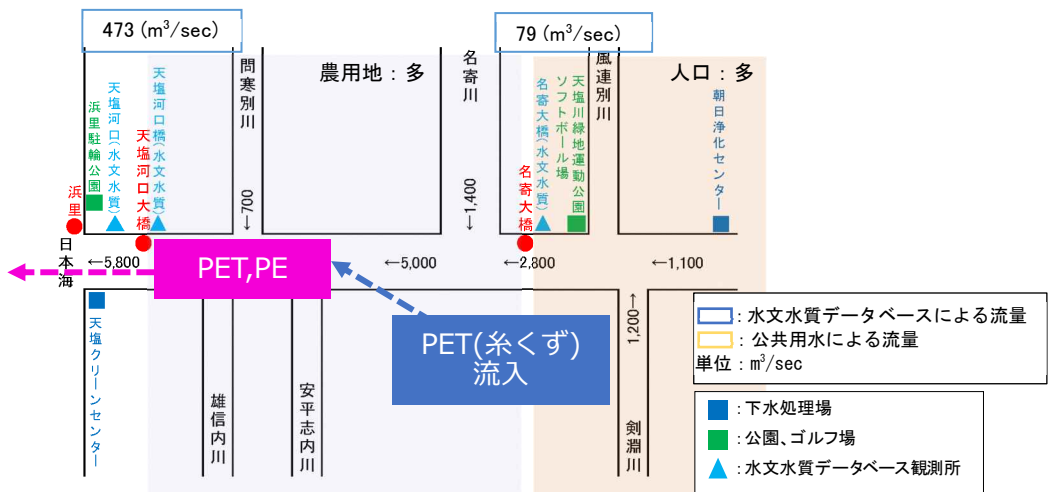 473 (m³/sec)
79 (m³/sec)
農用地：多
人口：多
問寒別川
名寄川
風連別川
浜里
浜里駐輪公園
天塩河口(水文水質)
天塩河口大橋
天塩河口橋(水文水質)
名寄大橋
名寄大橋(水文水質)
天塩川緑地運動公園
ソフトボール場
朝日浄化センター
←700
←1,400
日本海
←5,800
PET,PE
←5,000
←2,800
←1,100
PET(糸くず)
流入
1,200→
天塩クリーンセンター
雄信内川
安平志内川
剣淵川
：水文水質データベースによる流量
：公共用水による流量
単位：m³/sec
：下水処理場
：公園、ゴルフ場
：水文水質データベース観測所